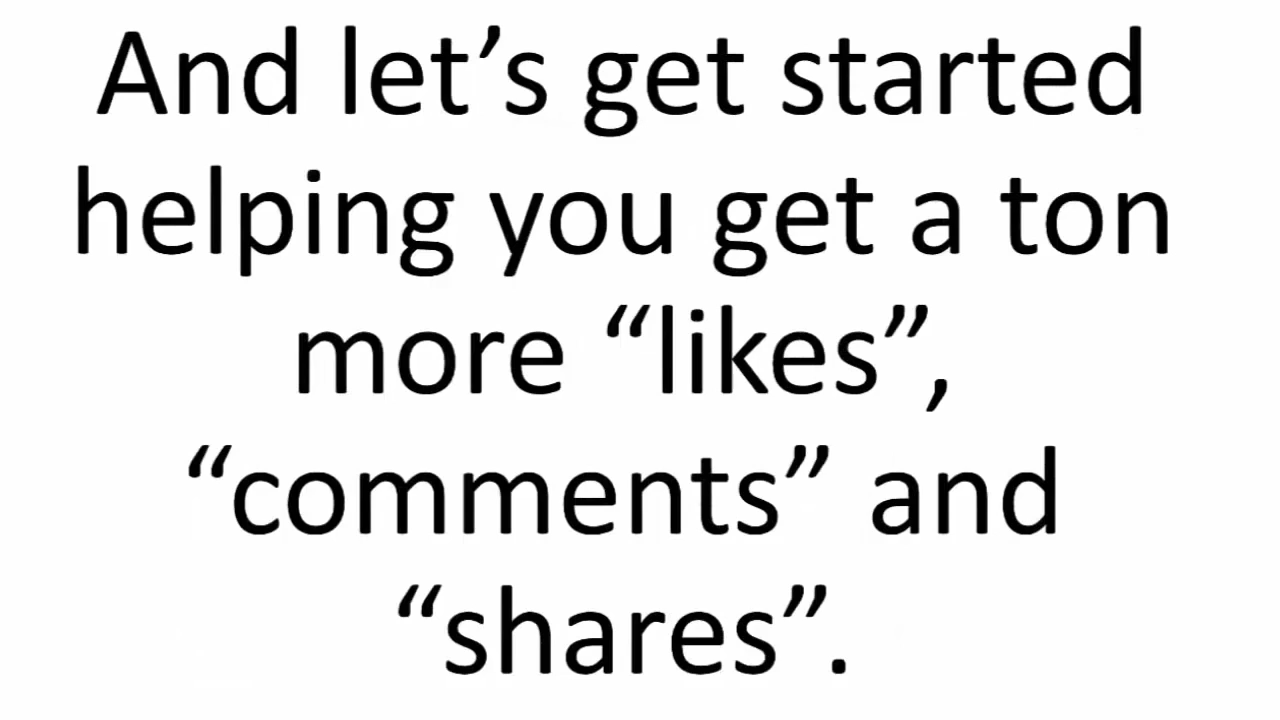 And let’s get started
helping you get a ton
more “likes”,
“comments” and
“shares”.